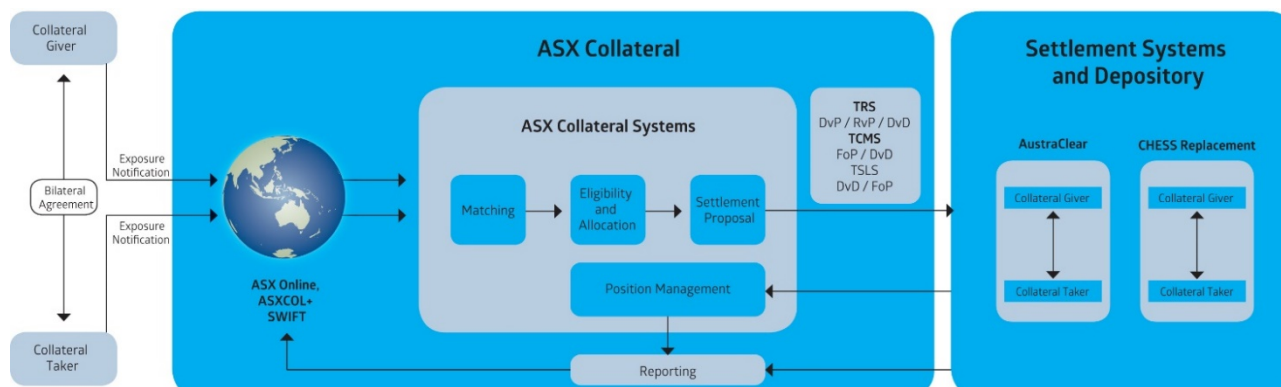 Collateral
Giver
Exposure
Notification
Bilateral
Agreement
Exposure
Notification
Collateral
Taker
ASX Collateral
ASX Online,
ASXCOL+
SWIFT
ASX Collateral Systems
Matching
Eligibility
and
Allocation
Settlement
Proposal
Position Management
Reporting
TRS
DvP / RvP / DvD
TCMS
FoP / DvD
TSLS
DvD / FoP
Settlement Systems
and Depository
AustraClear
Collateral Giver
Collateral Taker
CHESS Replacement
Collateral Giver
Collateral Taker